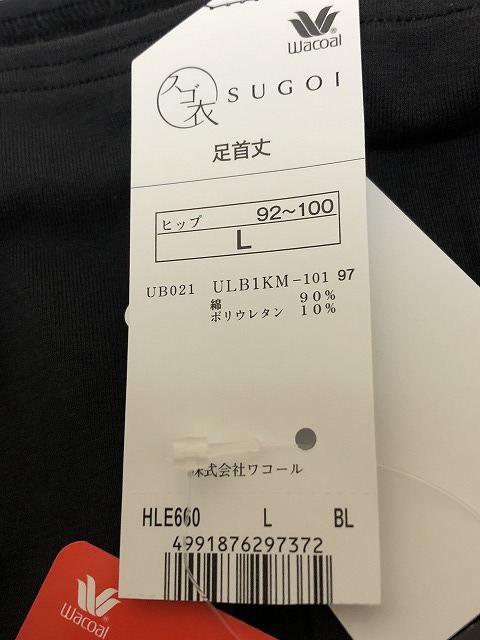 Wacoal
スゴ衣 SUGOI
足首丈
ヒップ 92~100
L
UB021 ULB1KM-101 97
綿 90%
ポリウレタン 10%
株式会社ワコール
HLE660 L BL
4991876297372
Wacoal